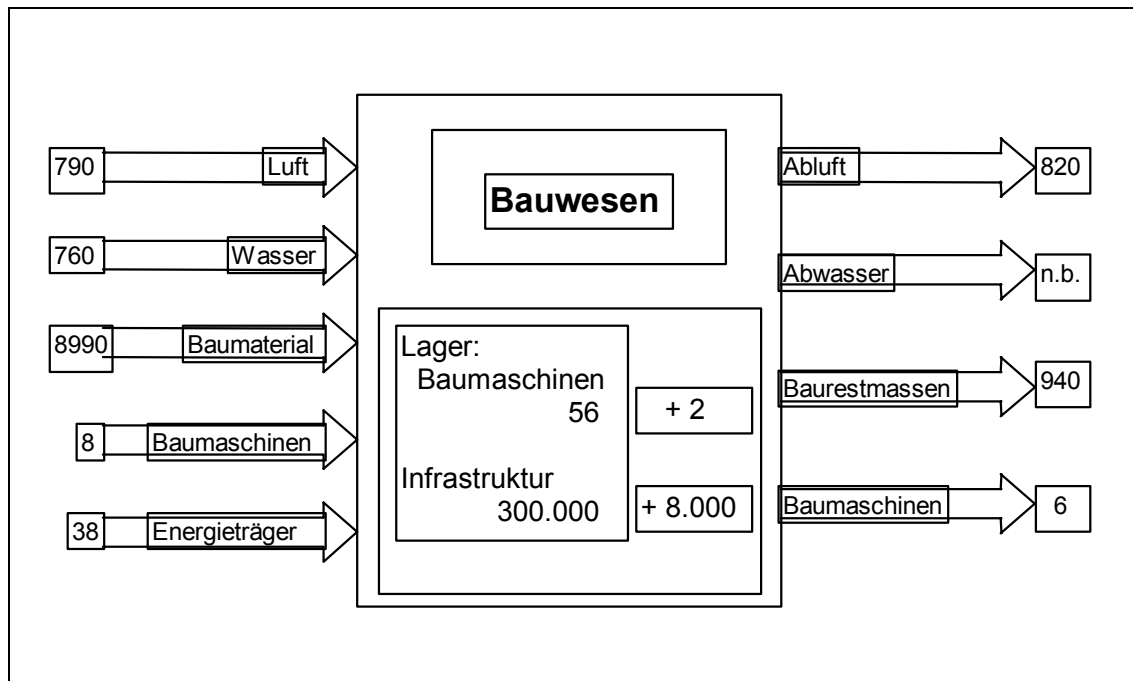 790 Luft
760 Wasser
8990 Baumaterial
8 Baumaschinen
38 Energieträger
Bauwesen
Lager:
Baumaschinen
56
+ 2
Infrastruktur
300.000
+ 8.000
Abluft 820
Abwasser n.b.
Baurestmassen 940
Baumaschinen 6